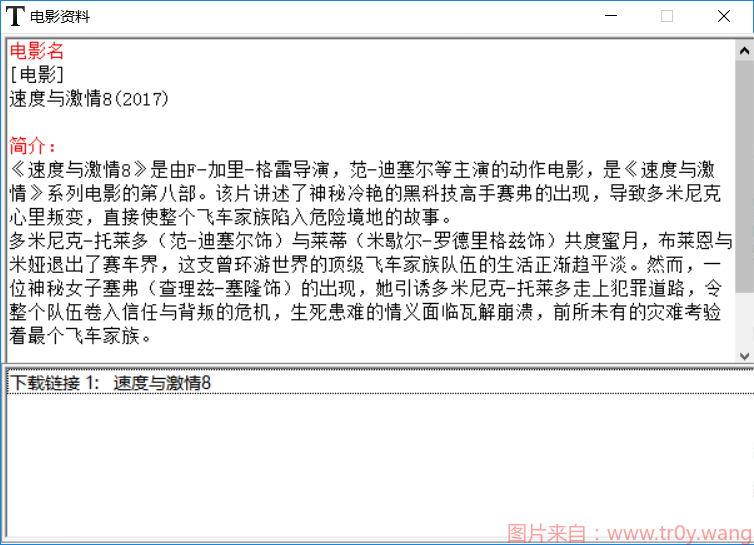 T 电影资料
电影名
[电影]
速度与激情8(2017)
简介：
《速度与激情8》是由F-加里-格雷导演，范-迪塞尔等主演的动作电影，是《速度与激
情》系列电影的第八部。该片讲述了神秘冷艳的黑科技高手赛弗的出现，导致多米尼克
心里叛变，直接使整个飞车家族陷入危险境地的故事。
多米尼克-托莱多（范-迪塞尔饰）与莱蒂（米歇尔-罗德里格兹饰）共度蜜月，布莱恩与
米娅退出了赛车界，这支曾环游世界的顶级飞车家族队伍的生活正渐趋平淡。然而，一
位神秘女子塞弗（查理兹-塞隆饰）的出现，她引诱多米尼克-托莱多走上犯罪道路，令
整个队伍卷入信任与背叛的危机，生死患难的情义面临瓦解崩溃，前所未有的灾难考验
着最个飞车家族。
下载链接 1: 速度与激情8
图片来自：www.tr0y.wang